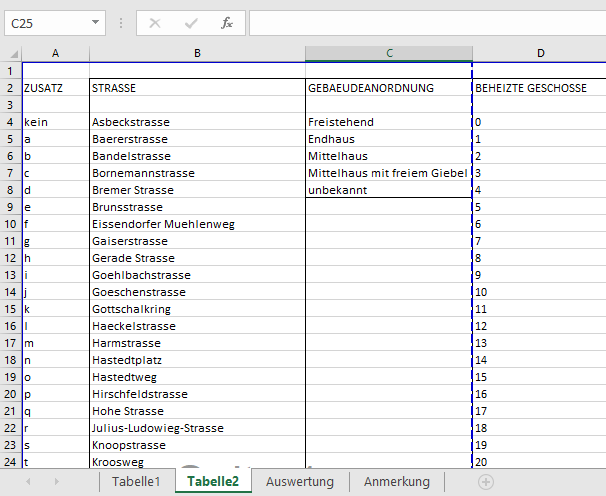 C25 fx
A B C D
1
2 ZUSATZ STRASSE GEBAEUDEANORDNUNG BEHEIZTE GESCHOSSE
3
4 kein Asbeckstrasse Freistehend 0
5 a Baererstrasse Endhaus 1
6 b Bandelstrasse Mittelhaus 2
7 c Bornemannstrasse Mittelhaus mit freiem Giebel 3
8 d Bremer Strasse unbekannt 4
9 e Brunsstrasse 5
10 f Eissendorfer Muehlenweg 6
11 g Gaiserstrasse 7
12 h Gerade Strasse 8
13 i Goehlbachstrasse 9
14 j Goeschenstrasse 10
15 k Gottschalkring 11
16 l Haeckelstrasse 12
17 m Harmstrasse 13
18 n Hastedtplatz 14
19 o Hastedtweg 15
20 p Hirschfeldstrasse 16
21 q Hohe Strasse 17
22 r Julius-Ludowieg-Strasse 18
23 s Knoopstrasse 19
24 t Kroosweg 20
Tabelle1 Tabelle2 Auswertung Anmerkung